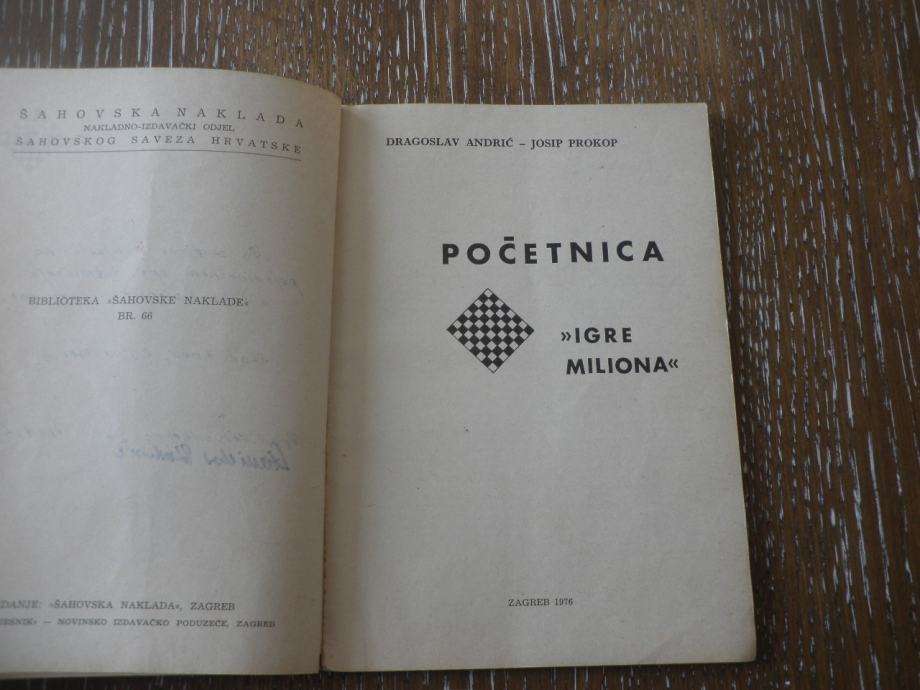 ŠAHOVSKA NAKLADA
NAKLADNO-IZDAVAČKI ODJEL
ŠAHOVSKOG SAVEZA HRVATSKE
BIBLIOTEKA »ŠAHOVSKE NAKLADE«
BR. 66
DANJE: »ŠAHOVSKA NAKLADA«, ZAGREB
ESNIK« — NOVINSKO IZDAVAČKO PODUZEĆE, ZAGREB
DRAGOSLAV ANDRIĆ – JOSIP PROKOP
POČETNICA
»IGRE
MILIONA«
ZAGREB 1976